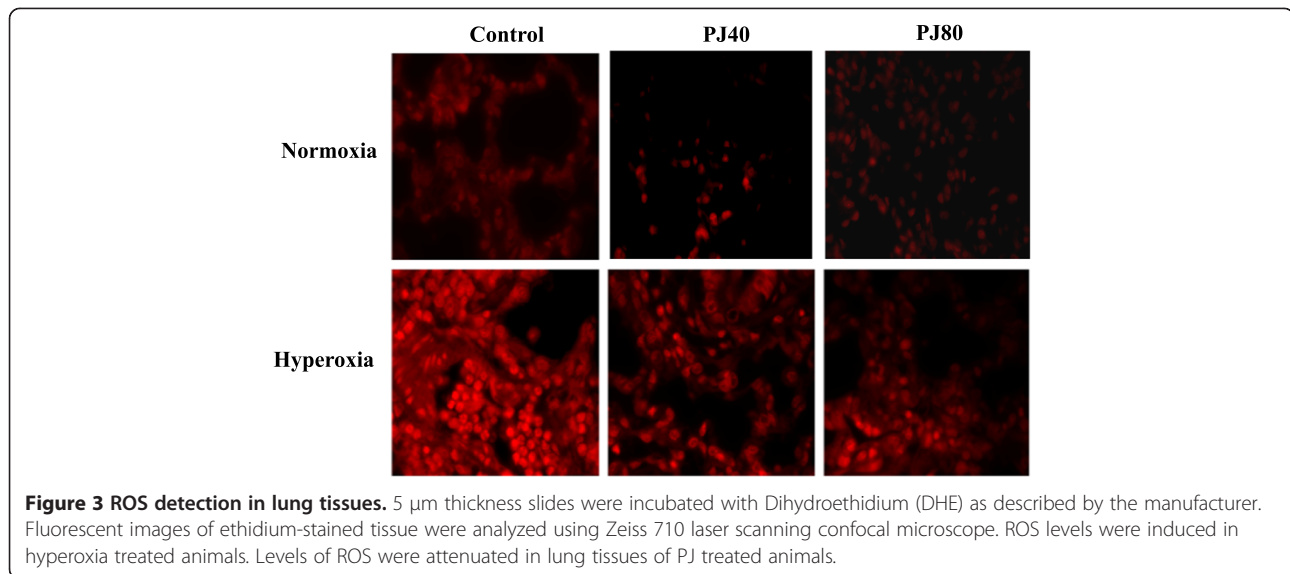 Control PJ40 PJ80
Normoxia
Hyperoxia
Figure 3 ROS detection in lung tissues. 5 μm thickness slides were incubated with Dihydroethidium (DHE) as described by the manufacturer.
Fluorescent images of ethidium-stained tissue were analyzed using Zeiss 710 laser scanning confocal microscope. ROS levels were induced in
hyperoxia treated animals. Levels of ROS were attenuated in lung tissues of PJ treated animals.